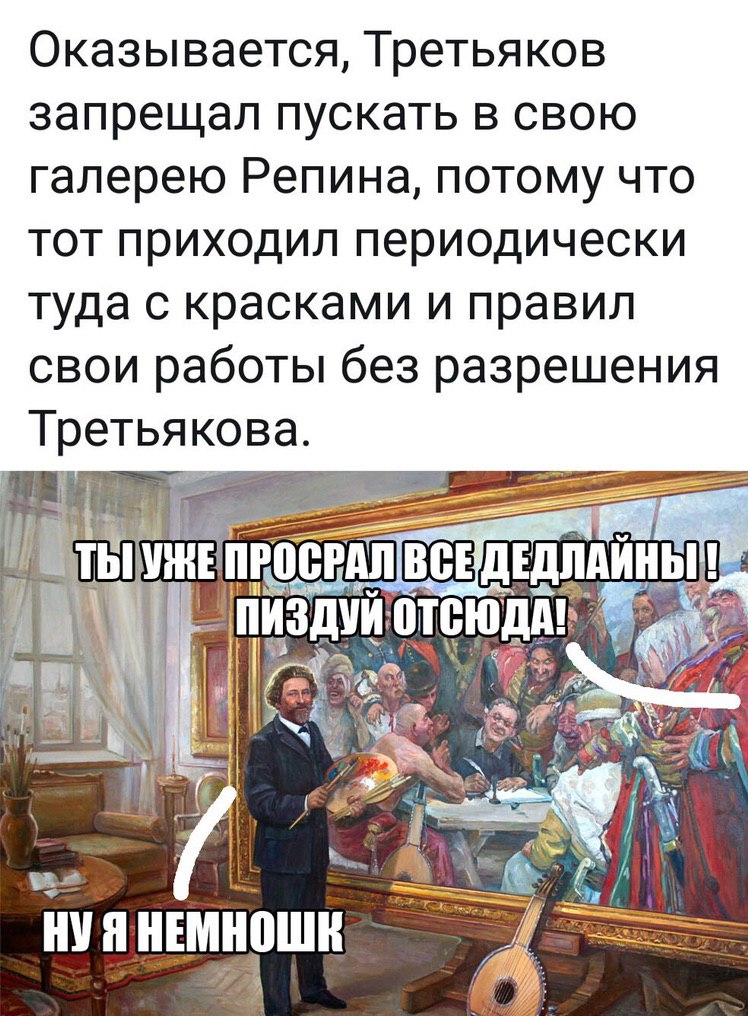 Оказывается, Третьяков
запрещал пускать в свою
галерею Репина, потому что
тот приходил периодически
туда с красками и правил
свои работы без разрешения
Третьякова.
ТЫ УЖЕ ПРОСРАЛ ВСЕ ДЕДЛАЙНЫ!
ПИЗДУЙ ОТСЮДА!
НУ Я НЕМНОШК